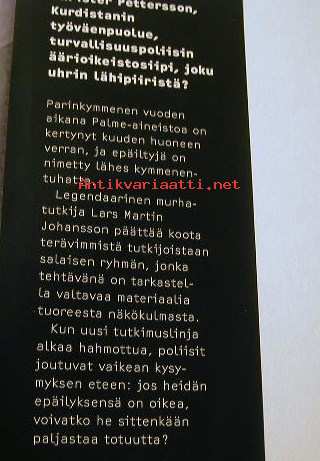 Pettersson,
Kurdistanin
työväenpuolue,
turvallisuuspoliisin
äärioikeistosiipi, joku
uhrin lähipiiristä?
Parinkymmenen vuoden
aikana Palme-aineistoa on
kertynyt kuuden huoneen
verran, ja epäiltyjä on
nimetty lähes kymmenen-
tuhatta.
Antikvariaatti.net
Legendaarinen murha-
tutkija Lars Martin
Johansson päättää koota
terävimmistä tutkijoistaan
salaisen ryhmän, jonka
tehtävänä on tarkastel-
la valtavaa materiaalia
tuoreesta näkökulmasta.
Kun uusi tutkimuslinja
alkaa hahmottua, poliisit
joutuvat vaikean kysy-
myksen eteen: jos heidän
epäilyksensä on oikea,
voivatko he sittenkään
paljastaa totuutta?